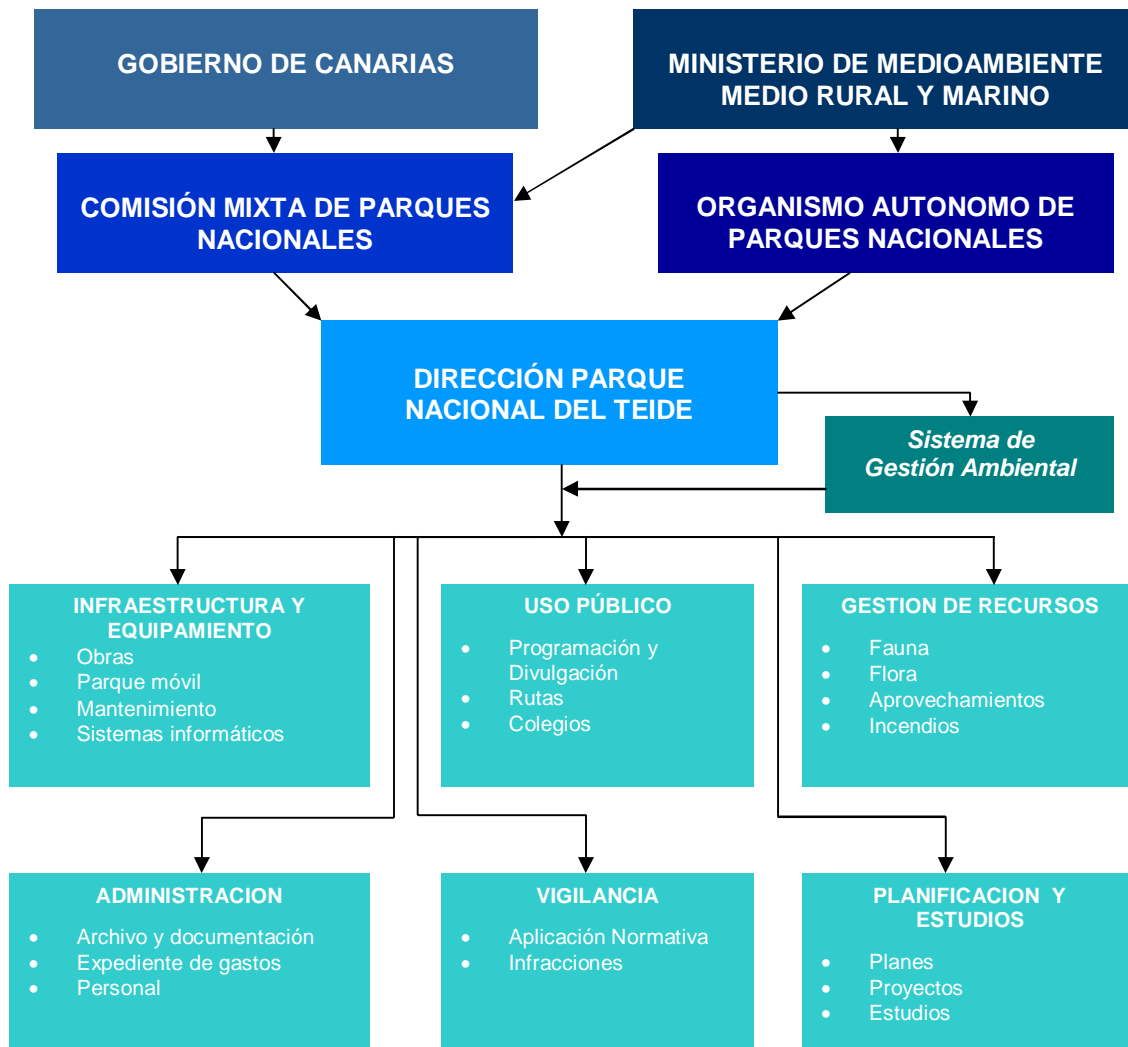 GOBIERNO DE CANARIAS
MINISTERIO DE MEDIOAMBIENTE
MEDIO RURAL Y MARINO
COMISIÓN MIXTA DE PARQUES
NACIONALES
ORGANISMO AUTONOMO DE
PARQUES NACIONALES
DIRECCIÓN PARQUE
NACIONAL DEL TEIDE
Sistema de
Gestión Ambiental
INFRAESTRUCTURA Y
EQUIPAMIENTO
• Obras
• Parque móvil
• Mantenimiento
• Sistemas informáticos
USO PÚBLICO
• Programación y
Divulgación
• Rutas
• Colegios
GESTION DE RECURSOS
• Fauna
• Flora
• Aprovechamientos
• Incendios
ADMINISTRACION
• Archivo y documentación
• Expediente de gastos
• Personal
VIGILANCIA
• Aplicación Normativa
• Infracciones
PLANIFICACION Y
ESTUDIOS
• Planes
• Proyectos
• Estudios